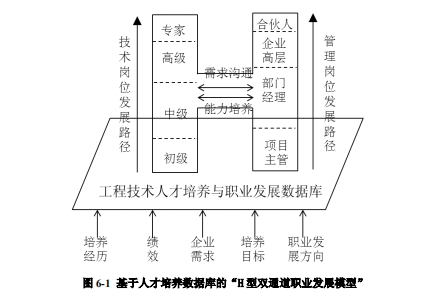 技术岗位发展路径
专家
高级
中级
初级
需求沟通
能力培养
合伙人
企业
高层
部门
经理
项目
主管
管理岗位发展路径
工程技术人才培养与职业发展数据库
培养
经历
绩
效
企业
需求
培养
目标
职业发
展方向
图 6-1 基于人才培养数据库的“H 型双通道职业发展模型”